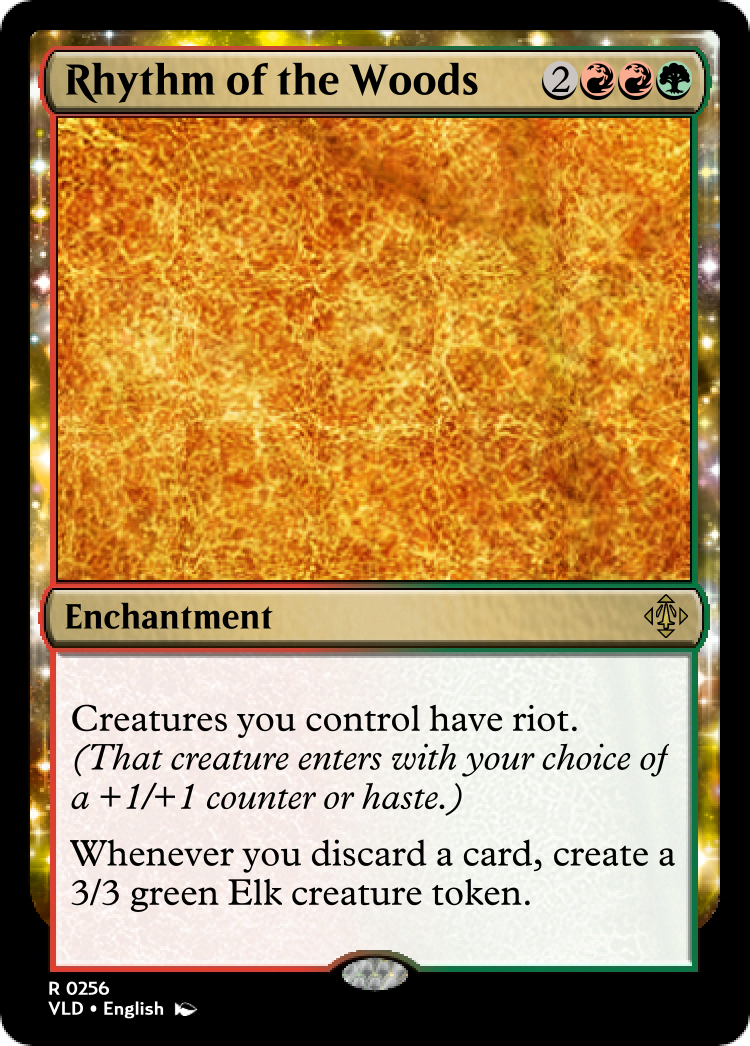 Rhythm of the Woods 2
Enchantment
Creatures you control have riot.
(That creature enters with your choice of
a +1/+1 counter or haste.)
Whenever you discard a card, create a
3/3 green Elk creature token.
R 0256
VLD • English